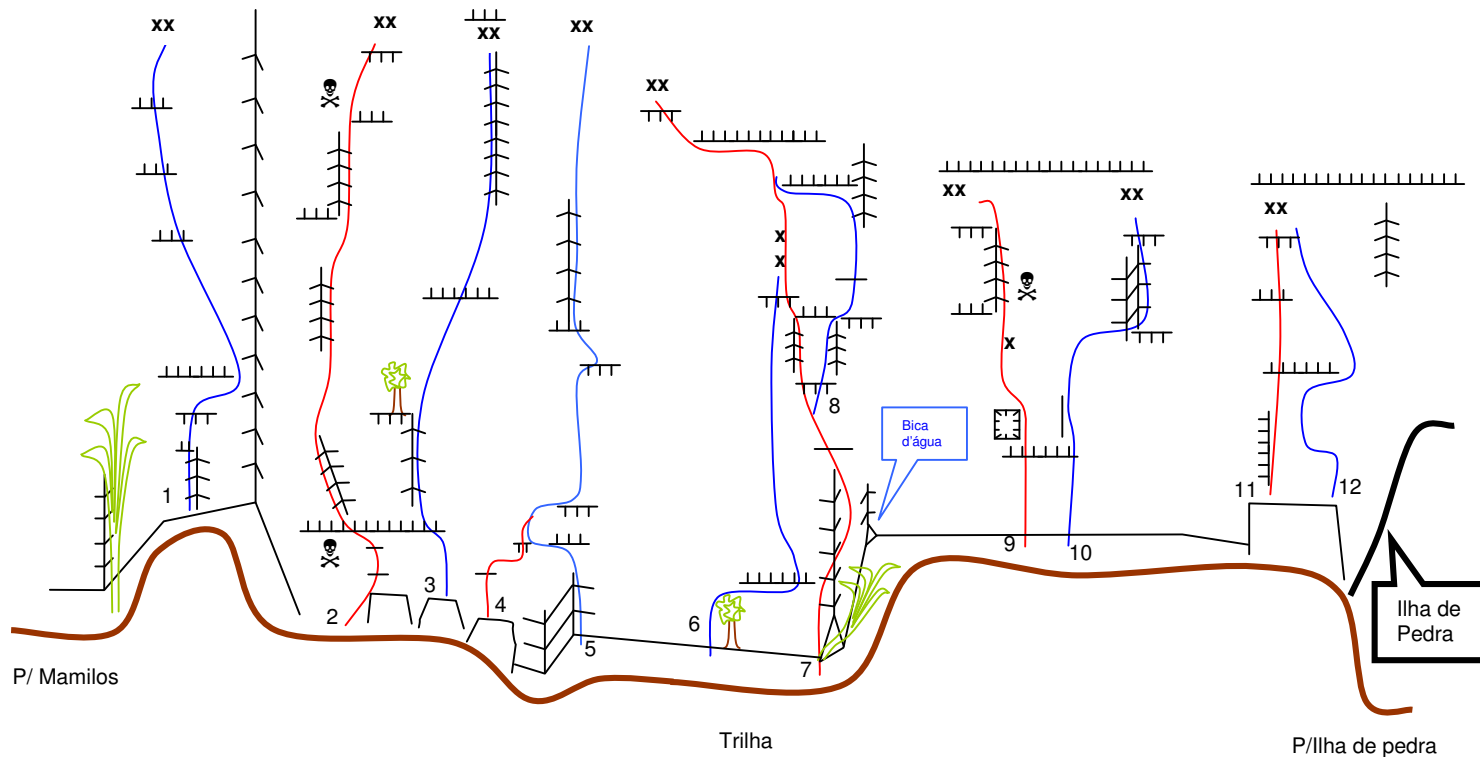 xx
xx
xx
xx
xx
xx
xx
xx
x
x
x
8
Bica
d'água
1
11
12
9
10
3
2
4
5
6
7
Ilha de
Pedra
P/ Mamilos
Trilha
P/Ilha de pedra